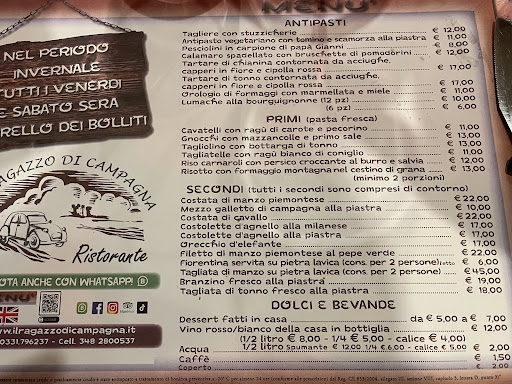 MENU'
NEL PERIODO
INVERNALE
TUTTI I VENERDI
E SABATO SERA
CARRELLO DEI BOLLITI
RAGAZZO DI CAMPAGNA
Ristorante
NOTA ANCHE CON WHATSAPP!
www.ilragazzodicampagna.it
0331.796237 - Cell. 348 2800537
ANTIPASTI
Tagliere con stuzzicherie € 12,00
Antipasto vegetariano con tomino e scamorza alla piastra € 11,00
Pesciolini in carpione di papà Gianni € 8,00
Calamaro spadellato con bruschette di pomodorini € 12,00
Tartare di chianina contornata da acciughe,
capperi in fiore e cipolla rossa € 17,00
Tartare di tonno contornata da acciughe,
capperi in fiore e cipolla rossa € 17,00
Orologio di formaggi con marmellata e miele € 11,00
Lumache alla bourguignonne (12 pz) € 10,00
(6 pz) € 6,00
PRIMI (pasta fresca)
Cavatelli con ragù di carote e pecorino € 11,00
Gnocchi con mazzancolle e primo sale € 13,00
Tagliolino con bottarga di tonno € 13,00
Tagliatelle con ragù bianco di coniglio € 11,00
Riso carnaroli con persico croccante al burro e salvia € 12,00
Risotto con formaggio montagna nel cestino di grana € 13,00
(minimo 2 porzioni)
SECONDI (tutti i secondi sono compresi di contorno)
Costata di manzo piemontese € 22,00
Mezzo galletto di campagna alla piastra € 16,00
Costata di cavallo € 22,00
Costolette d'agnello alla milanese € 17,00
Costolette d'agnello alla piastra € 17,00
Orecchio d'elefante € 17,00
Filetto di manzo piemontese al pepe verde € 22,00
Fiorentina servita su pietra lavica (cons. per 2 persone) l'etto € 6,00
Tagliata di manzo su pietra lavica (cons. per 2 persone) € 45,00
Branzino fresco alla piastra € 19,00
Tagliata di tonno fresco alla piastra € 18,00
DOLCI E BEVANDE
Dessert fatti in casa da € 5,00 a € 7,00
Vino rosso/bianco della casa in bottiglia € 12,00
(1/2 litro € 8,00 - 1/4 € 5,00 - calice € 4,00)
(1/2 litro Spumante € 12,00 1/4 € 6,00 - calice € 5,00)
Acqua € 2,00
Caffè € 1,50
Coperto € 2,00